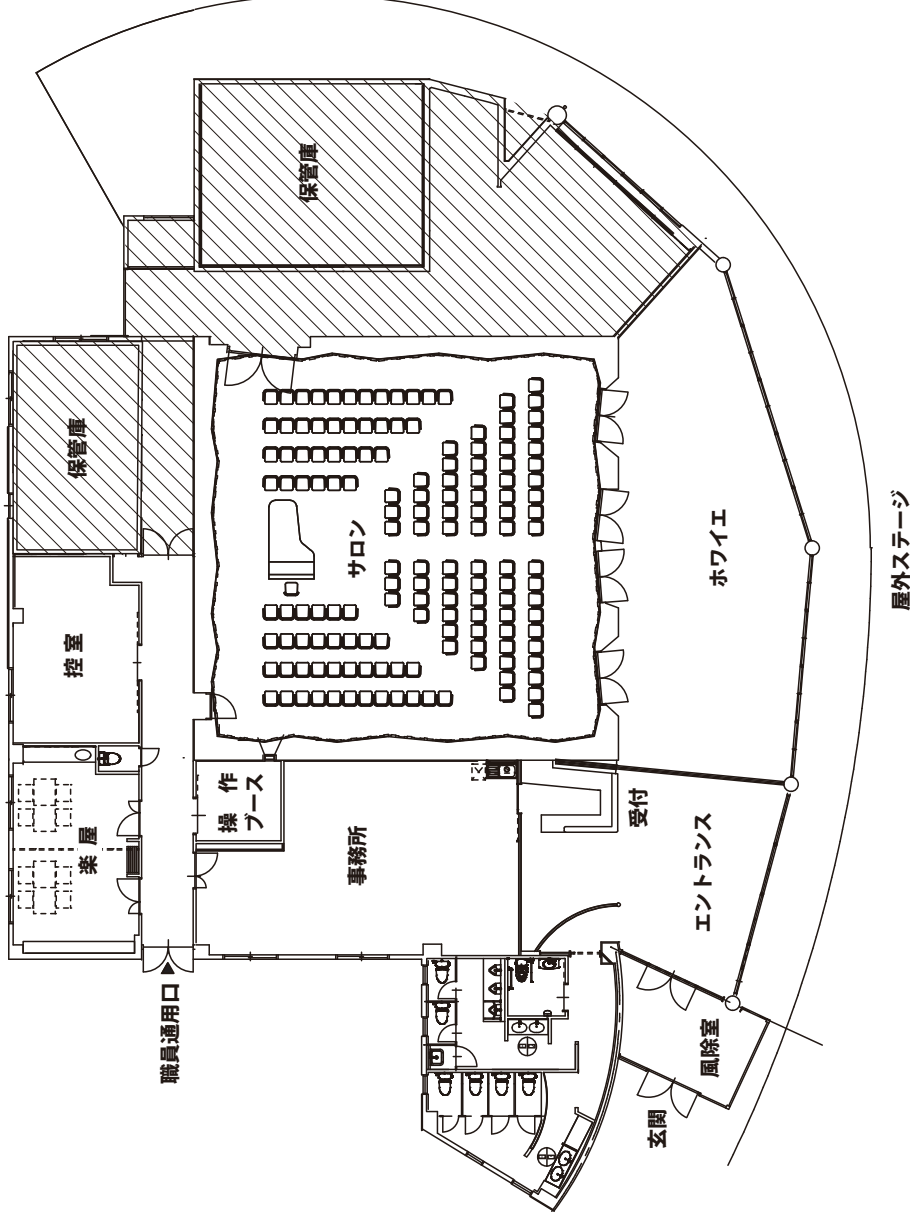 保管庫
保管庫
控室
楽屋
操作
ブース
事務所
サロン
ホワイエ
屋外ステージ
受付
エントランス
職員通用口
風除室
玄関